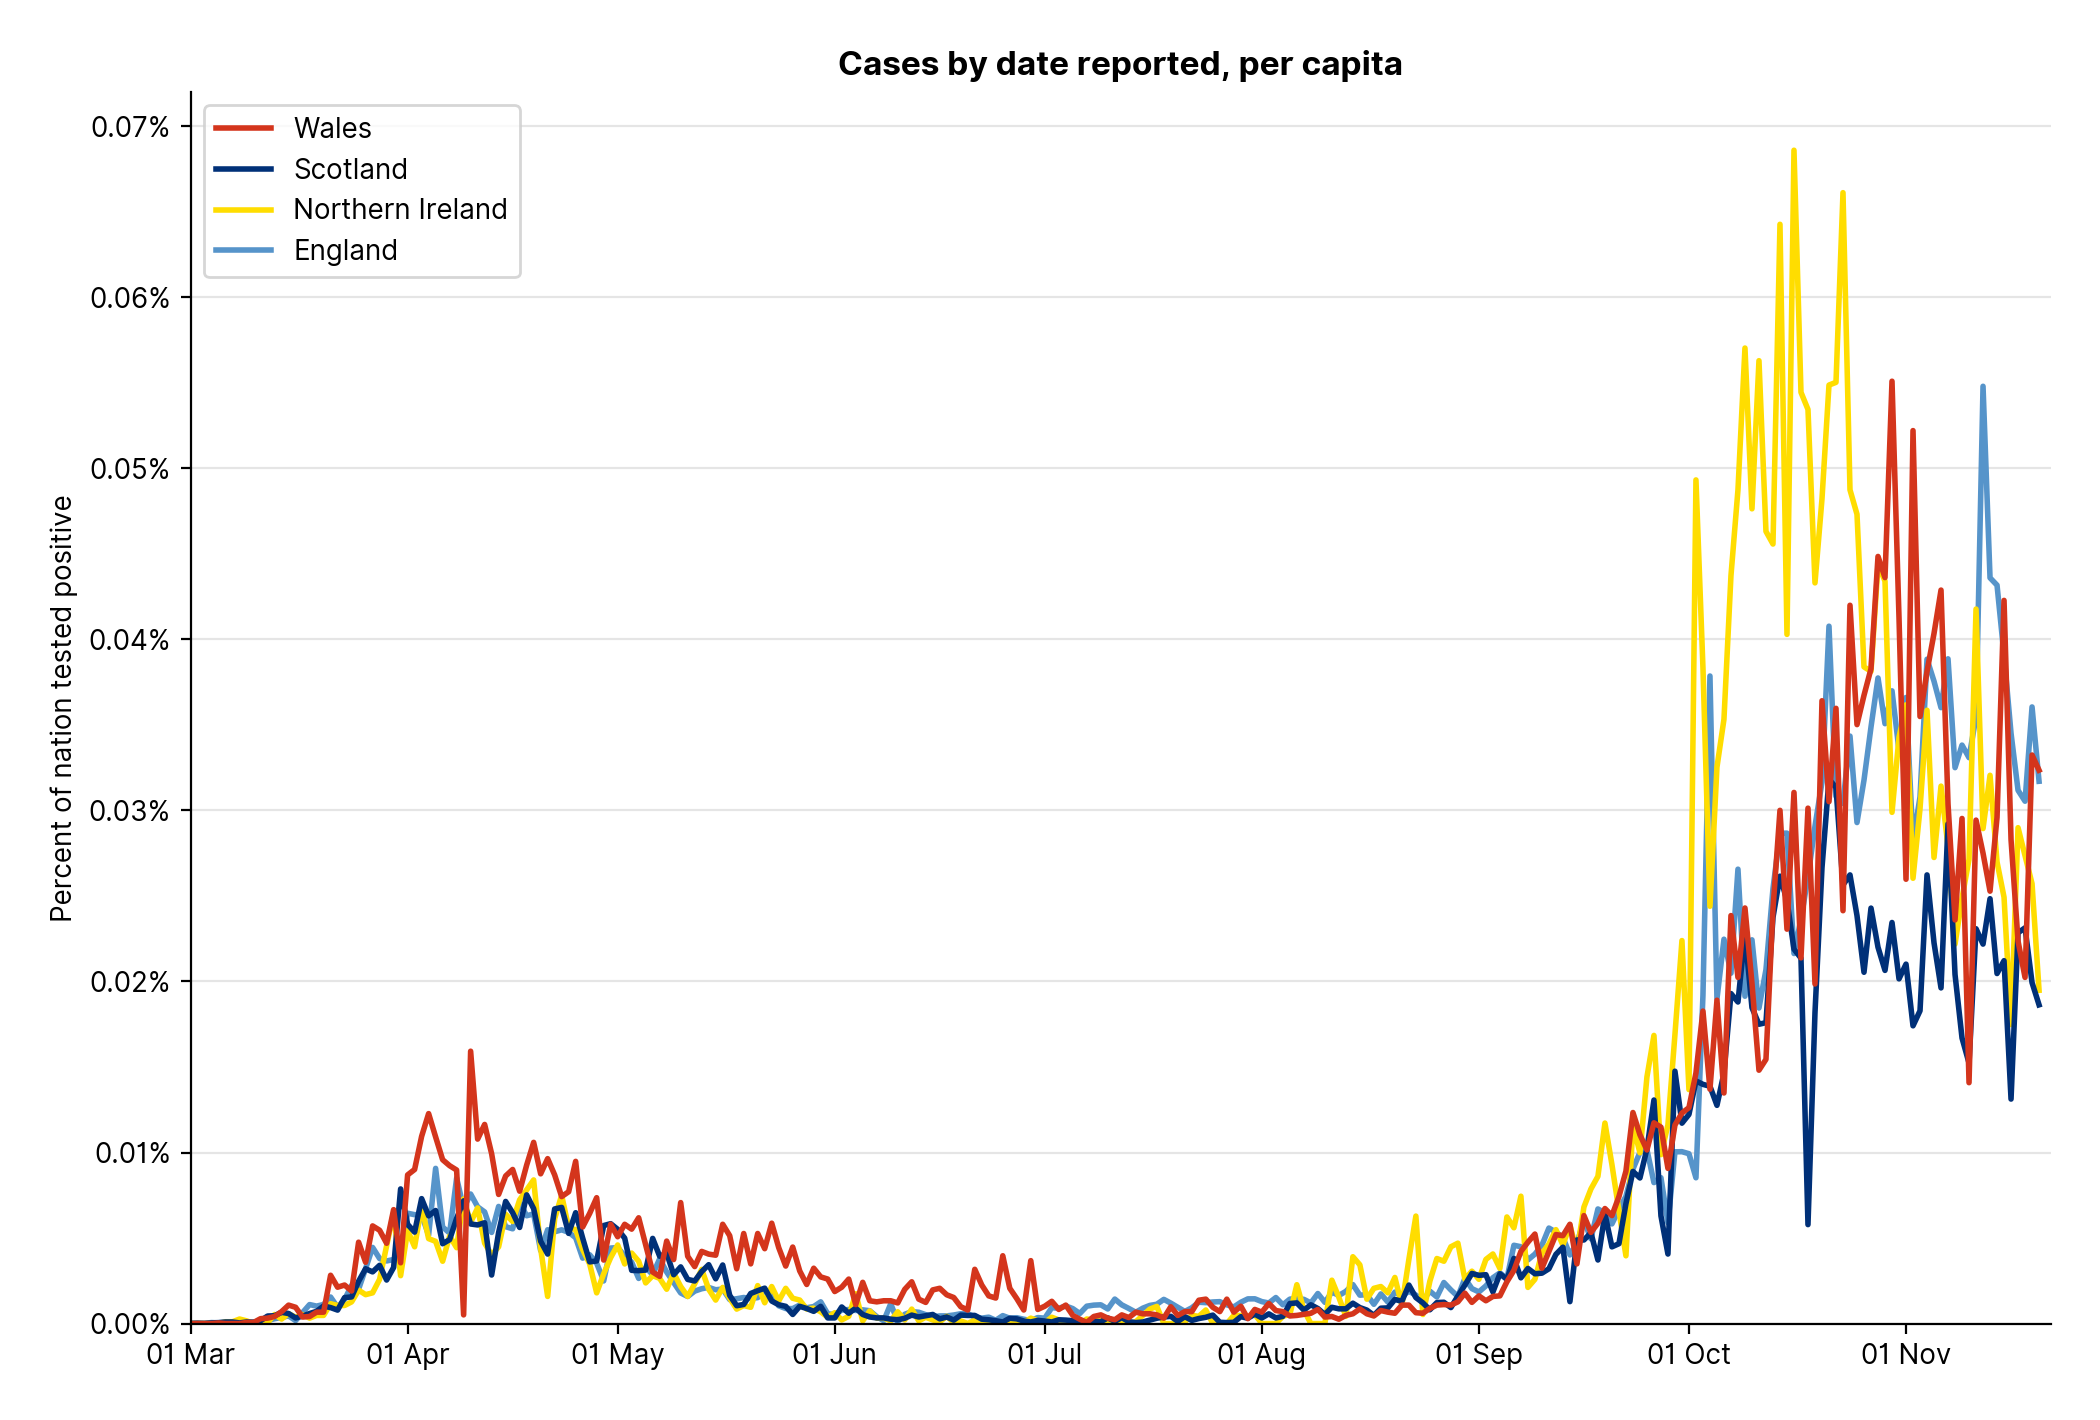 Cases by date reported, per capita
Wales
Scotland
Northern Ireland
England
Percent of nation tested positive
0.07%
0.06%
0.05%
0.04%
0.03%
0.02%
0.01%
0.00%
01 Mar
01 Apr
01 May
01 Jun
01 Jul
01 Aug
01 Sep
01 Oct
01 Nov